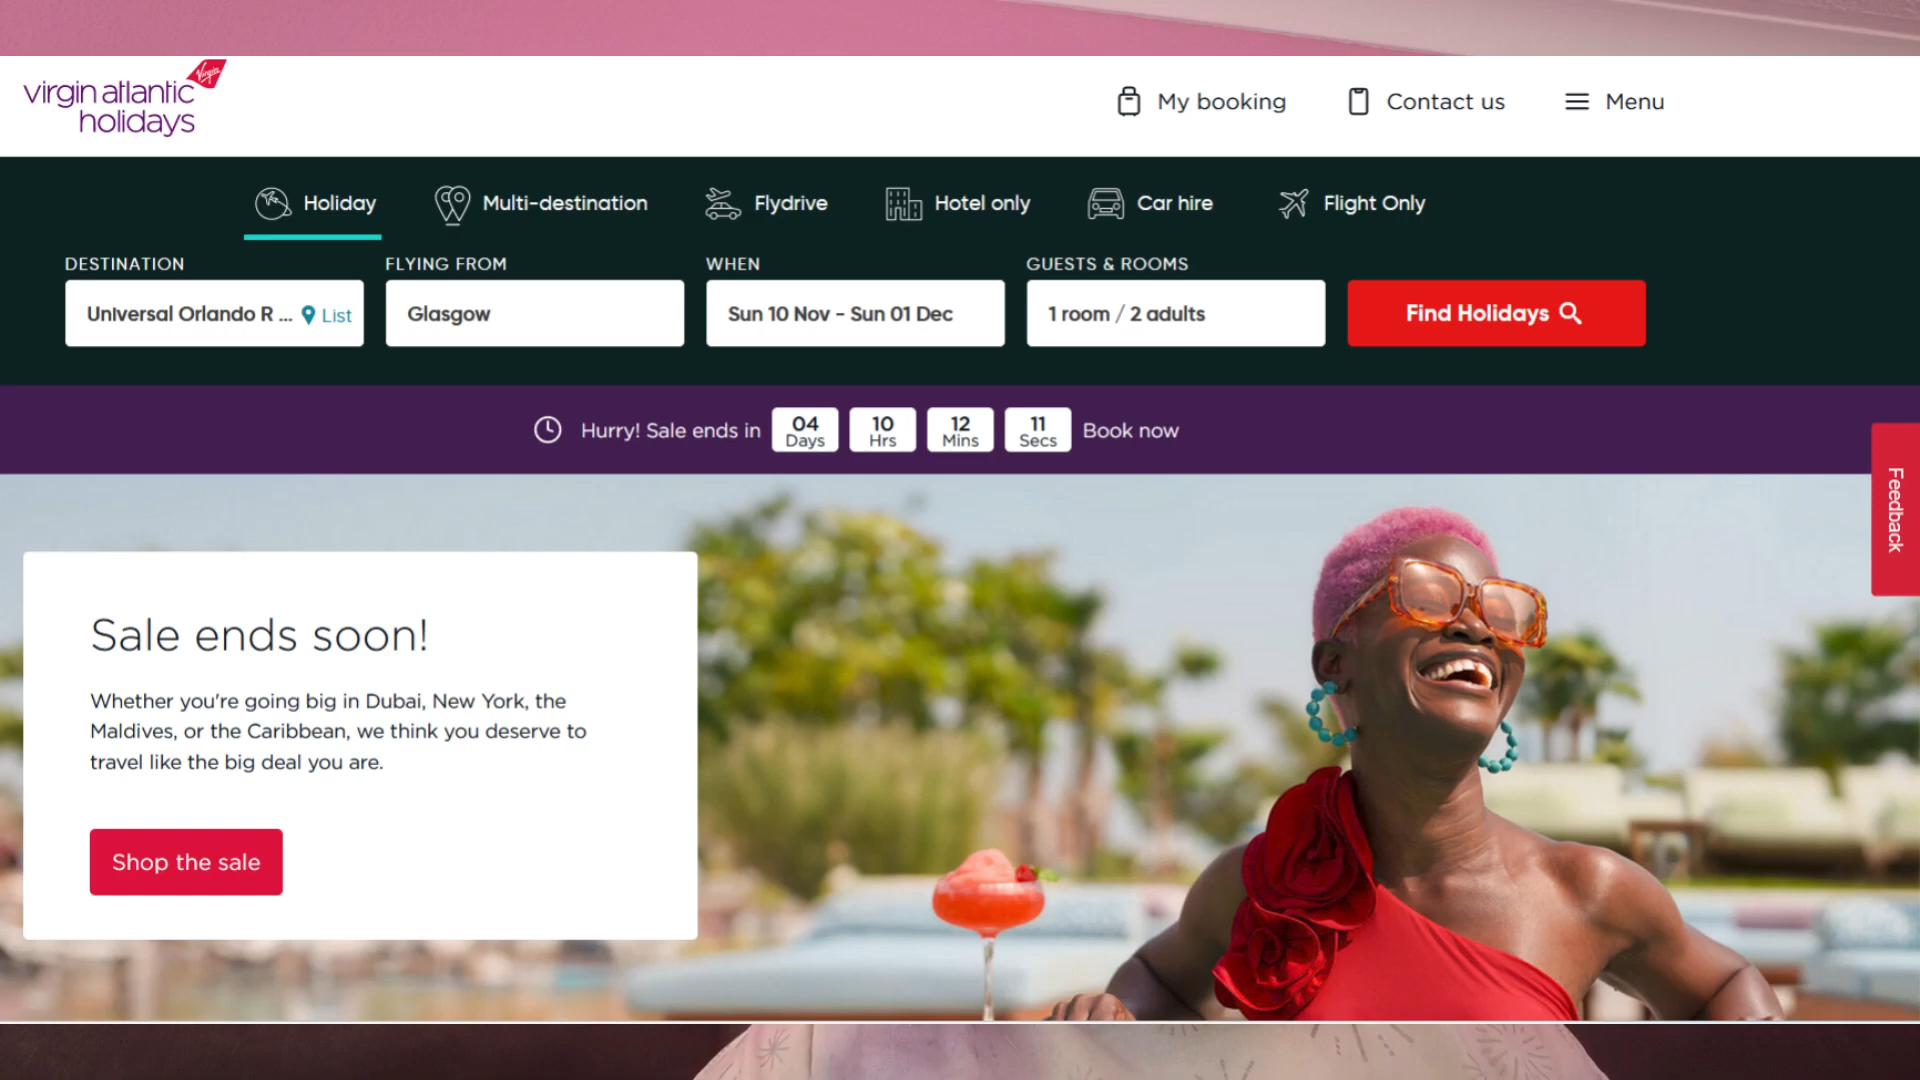 virgin atlantic
holidays
Virgin
My booking
Contact us
Menu
Holiday
Multi-destination
Flydrive
Hotel only
Car hire
Flight Only
DESTINATION
FLYING FROM
WHEN
GUESTS & ROOMS
Universal Orlando R ...
List
Glasgow
Sun 10 Nov - Sun 01 Dec
1 room / 2 adults
Find Holidays
Hurry! Sale ends in
04
Days
10
Hrs
12
Mins
11
Secs
Book now
Feedback
Sale ends soon!
Whether you're going big in Dubai, New York, the
Maldives, or the Caribbean, we think you deserve to
travel like the big deal you are.
Shop the sale